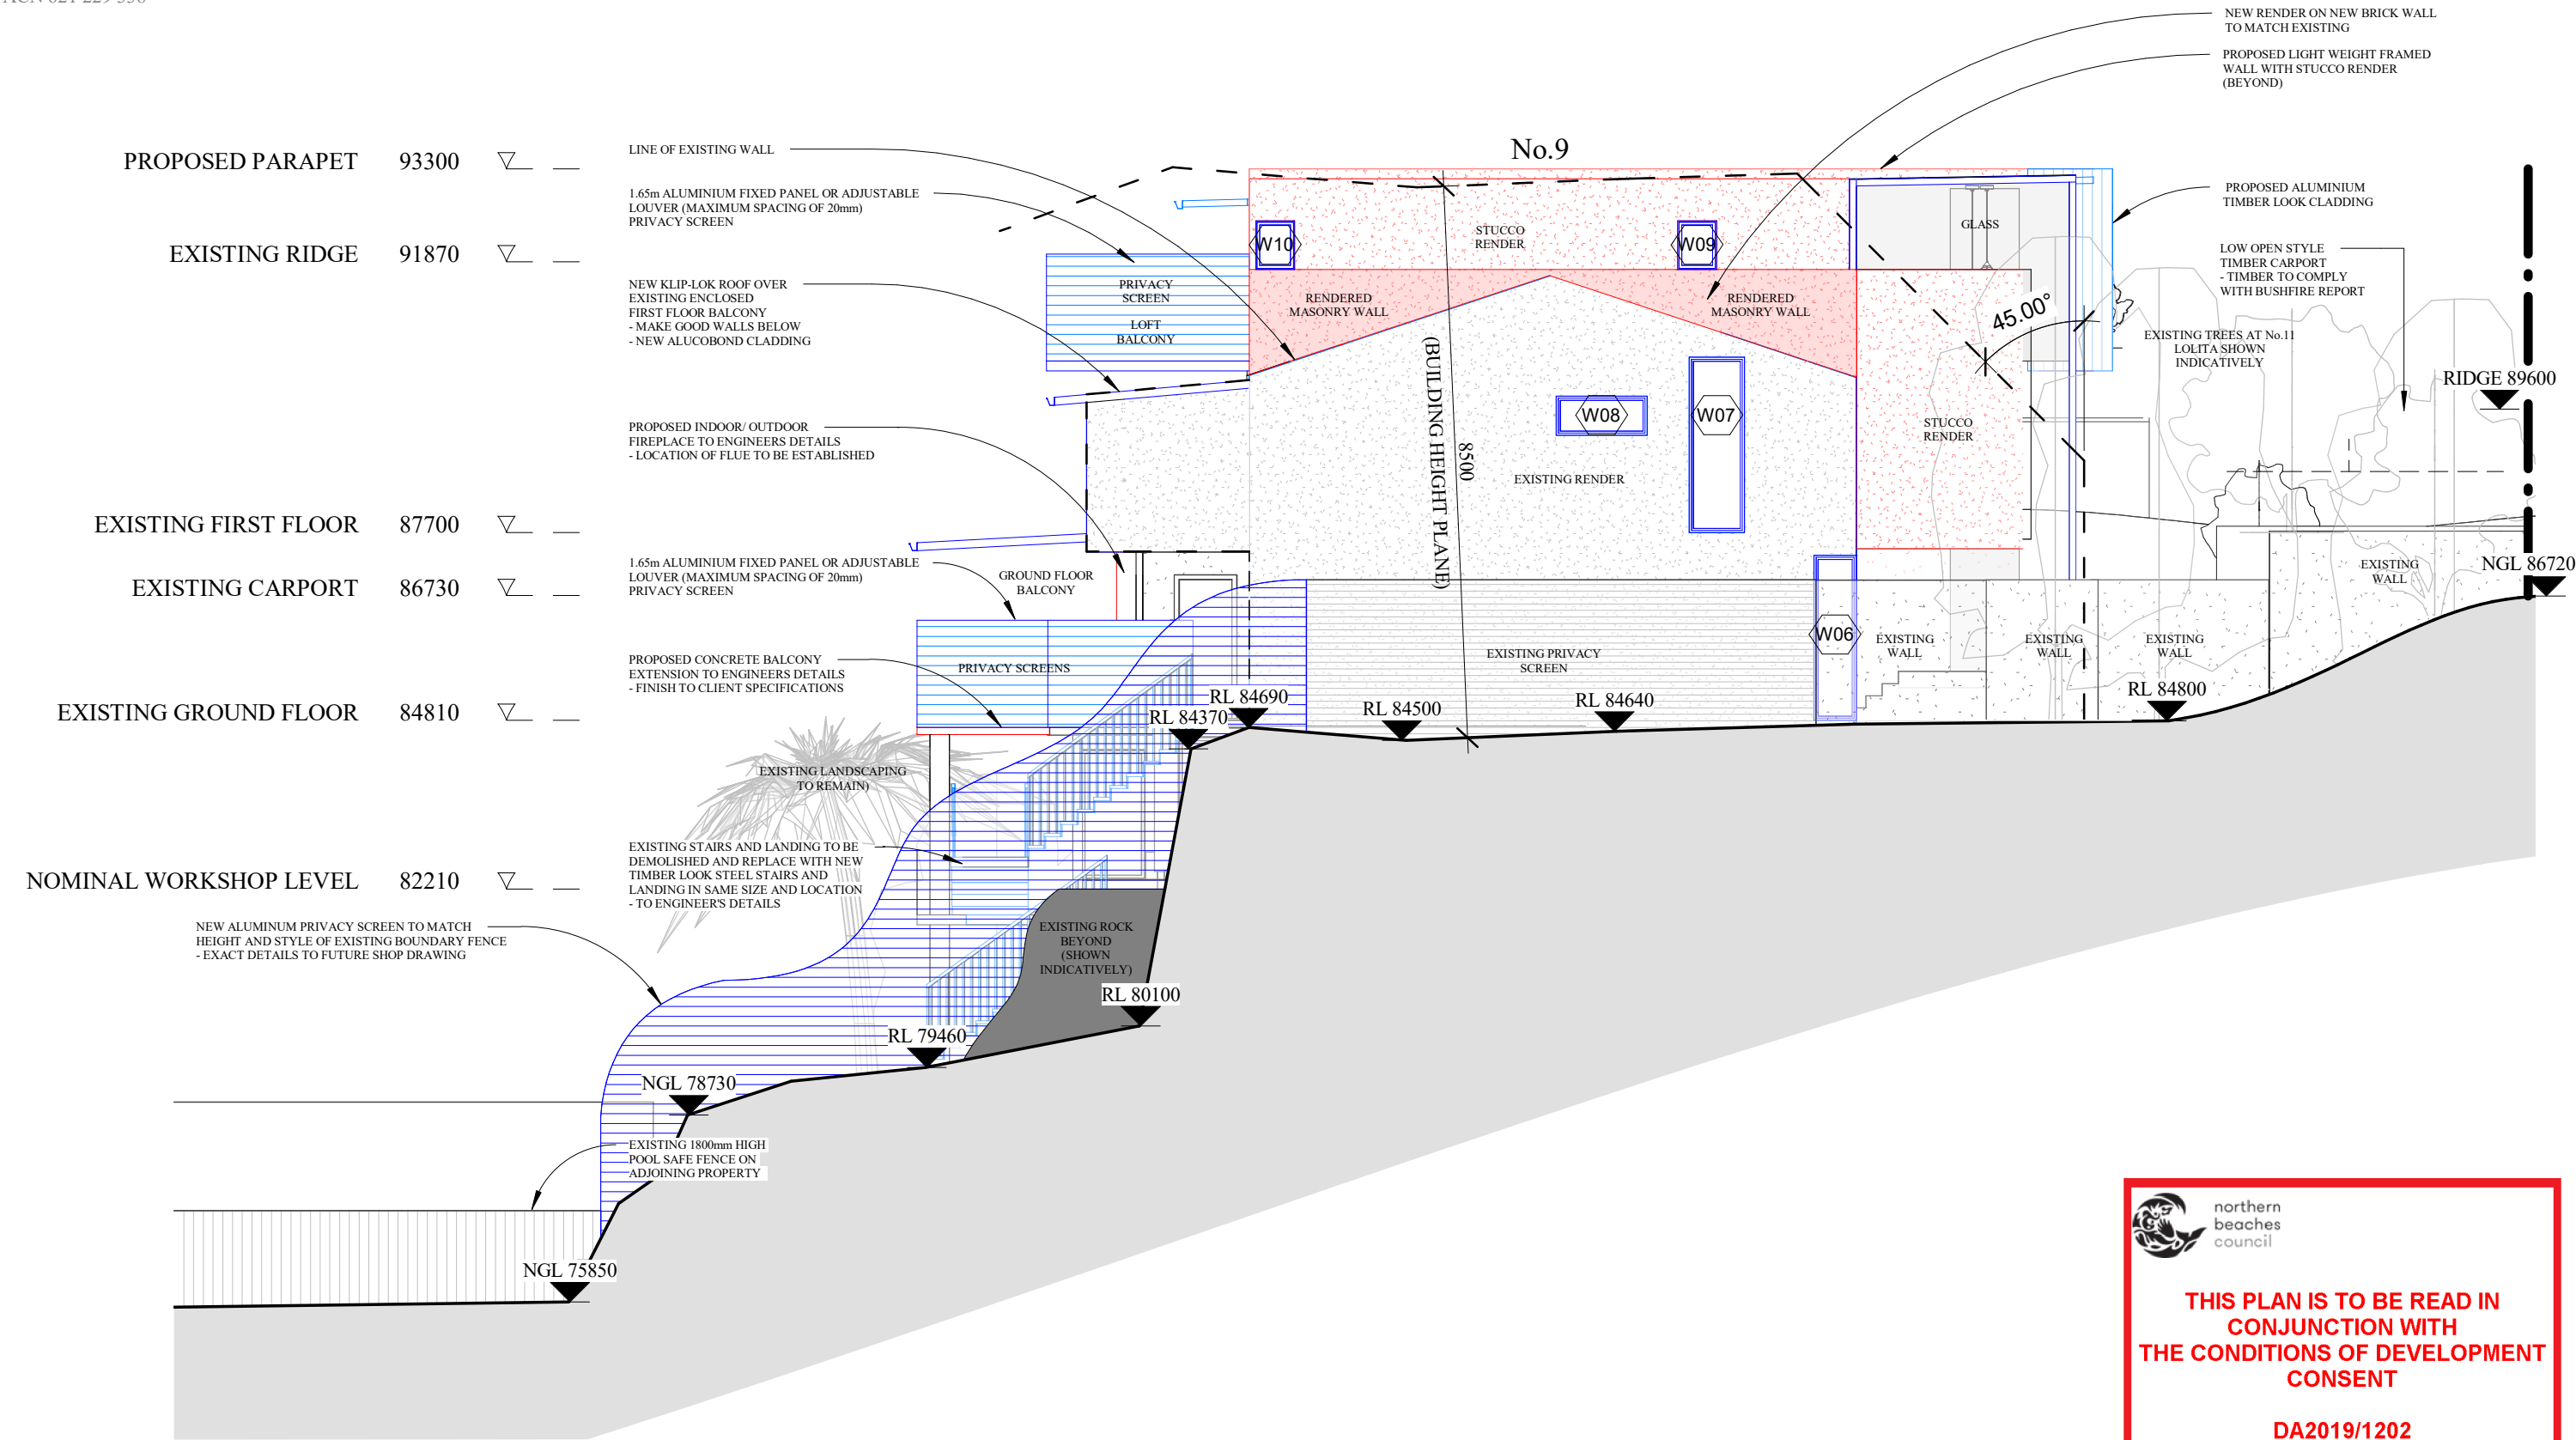 NEW RENDER ON NEW BRICK WALL
TO MATCH EXISTING
PROPOSED LIGHT WEIGHT FRAMED
WALL WITH STUCCO RENDER
(BEYOND)
No.9
PROPOSED PARAPET 93300
LINE OF EXISTING WALL
1.65m ALUMINIUM FIXED PANEL OR ADJUSTABLE
LOUVER (MAXIMUM SPACING OF 20mm)
PRIVACY SCREEN
PROPOSED ALUMINIUM
TIMBER LOOK CLADDING
EXISTING RIDGE 91870
W10
STUCCO
RENDER
W09
GLASS
LOW OPEN STYLE
TIMBER CARPORT
- TIMBER TO COMPLY
WITH BUSHFIRE REPORT
NEW KLIP-LOK ROOF OVER
EXISTING ENCLOSED
FIRST FLOOR BALCONY
- MAKE GOOD WALLS BELOW
- NEW ALUCOBOND CLADDING
PRIVACY
SCREEN
LOFT
BALCONY
RENDERED
MASONRY WALL
RENDERED
MASONRY WALL
45.00°
EXISTING TREES AT No.11
LOLITA SHOWN
INDICATIVELY
RIDGE 89600
PROPOSED INDOOR/ OUTDOOR
FIREPLACE TO ENGINEERS DETAILS
- LOCATION OF FLUE TO BE ESTABLISHED
8500
(BUILDING HEIGHT PLANE)
W08
W07
STUCCO
RENDER
EXISTING RENDER
EXISTING FIRST FLOOR 87700
EXISTING CARPORT 86730
1.65m ALUMINIUM FIXED PANEL OR ADJUSTABLE
LOUVER (MAXIMUM SPACING OF 20mm)
PRIVACY SCREEN
GROUND FLOOR
BALCONY
EXISTING
WALL
NGL 86720
PROPOSED CONCRETE BALCONY
EXTENSION TO ENGINEERS DETAILS
- FINISH TO CLIENT SPECIFICATIONS
PRIVACY SCREENS
EXISTING PRIVACY
SCREEN
W06
EXISTING
WALL
EXISTING
WALL
EXISTING
WALL
EXISTING GROUND FLOOR 84810
RL 84370
RL 84690
RL 84500
RL 84640
RL 84800
EXISTING LANDSCAPING
TO REMAIN)
NOMINAL WORKSHOP LEVEL 82210
EXISTING STAIRS AND LANDING TO BE
DEMOLISHED AND REPLACE WITH NEW
TIMBER LOOK STEEL STAIRS AND
LANDING IN SAME SIZE AND LOCATION
- TO ENGINEER'S DETAILS
NEW ALUMINUM PRIVACY SCREEN TO MATCH
HEIGHT AND STYLE OF EXISTING BOUNDARY FENCE
- EXACT DETAILS TO FUTURE SHOP DRAWING
EXISTING ROCK
BEYOND
(SHOWN
INDICATIVELY)
RL 80100
RL 79460
NGL 78730
EXISTING 1800mm HIGH
POOL SAFE FENCE ON
ADJOINING PROPERTY
NGL 75850
northern
beaches
council
THIS PLAN IS TO BE READ IN
CONJUNCTION WITH
THE CONDITIONS OF DEVELOPMENT
CONSENT
DA2019/1202